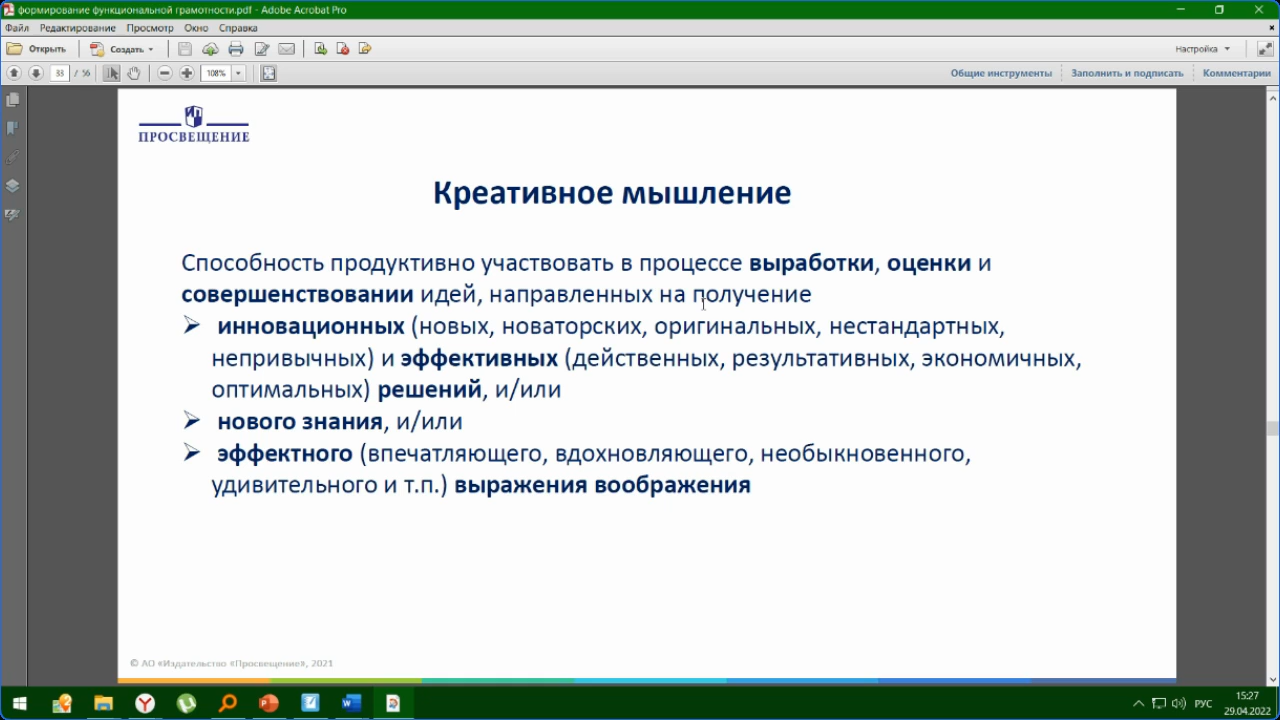 формирование функциональной грамотности.pdf - Adobe Acrobat Pro
Файл Редактирование Просмотр Окно Справка
Открыть Создать Настройка
33 / 56 108% Общие инструменты Заполнить и подписать Комментарии
ПРОСВЕЩЕНИЕ
Креативное мышление
Способность продуктивно участвовать в процессе выработки, оценки и
совершенствовании идей, направленных на получение
инновационных (новых, новаторских, оригинальных, нестандартных,
непривычных) и эффективных (действенных, результативных, экономичных,
оптимальных) решений, и/или
нового знания, и/или
эффектного (впечатляющего, вдохновляющего, необыкновенного,
удивительного и т.п.) выражения воображения
© АО «Издательство «Просвещение», 2021
РУС
15:27
29.04.2022